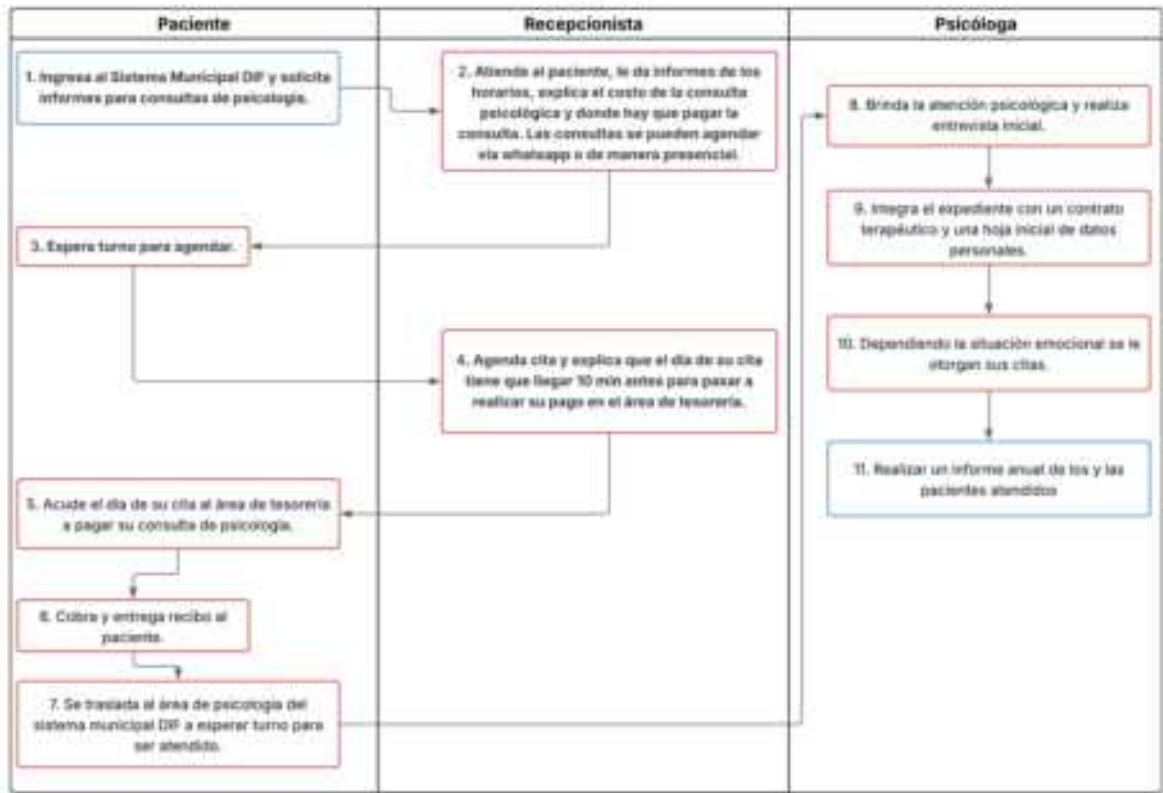 Paciente
Recepcionista
Psicóloga
1. Ingresa al Sistema Municipal DIF y solicita
informes para consultas de psicología.
2. Atiende al paciente, le da informes de los
horarios, explica el costo de la consulta
psicológica y donde hay que pagar la
consulta. Las consultas se pueden agendar
via whatsapp o de manera presencial.
3. Espera turno para agendar.
4. Agenda cita y explica que el día de su cita
tiene que llegar 10 min antes para pasar a
realizar su pago en el área de tesorería.
5. Acude el día de su cita al área de tesorería
a pagar su consulta de psicología.
6. Cobra y entrega recibo al
paciente.
7. Se traslada al área de psicología del
sistema municipal DIF a esperar turno para
ser atendido.
8. Brinda la atención psicológica y realiza
entrevista inicial.
9. Integra el expediente con un contrato
terapéutico y una hoja inicial de datos
personales.
10. Dependiendo la situación emocional se le
otorgan sus citas.
11. Realizar un informe anual de los y las
pacientes atendidos